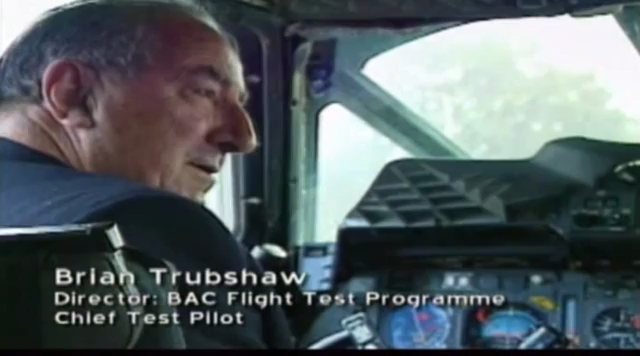 Brian Trubshaw
Director: BAC Flight Test Programme
Chief Test Pilot